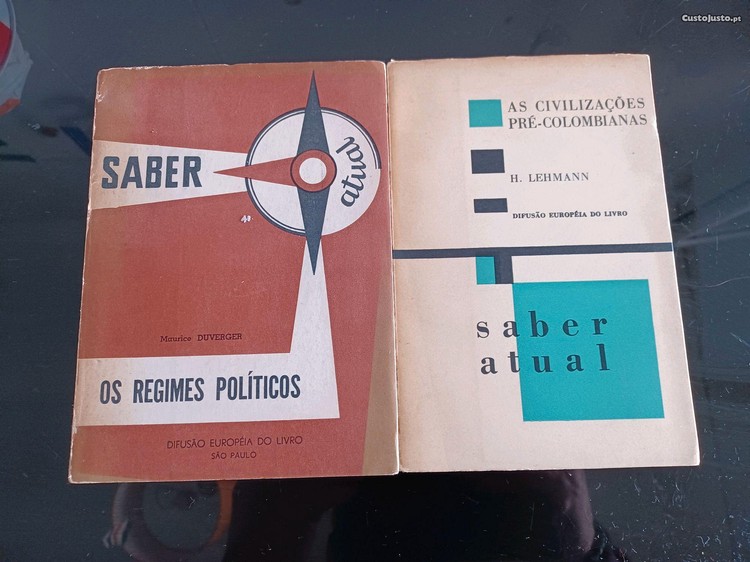 CustoJusto.pt
SABER
atual
Maurice DUVERGER
OS REGIMES POLÍTICOS
DIFUSÃO EUROPÉIA DO LIVRO
SÃO PAULO
AS CIVILIZAÇÕES
PRÉ-COLOMBIANAS
H. LEHMANN
DIFUSÃO EUROPÉIA DO LIVRO
saber
atual